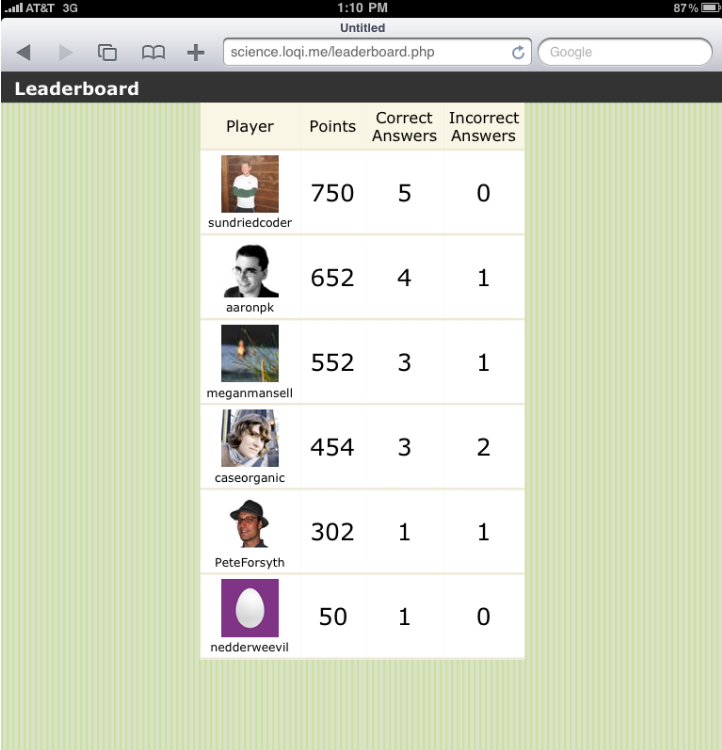 AT&T 3G 1:10 PM 87%
Untitled
science.loqi.me/leaderboard.php Google
Leaderboard
Player Points Correct Answers Incorrect Answers
750 5 0
sundriedcoder
652 4 1
aaronpk
552 3 1
meganmansell
454 3 2
caseorganic
302 1 1
PeteForsyth
50 1 0
nedderweevil